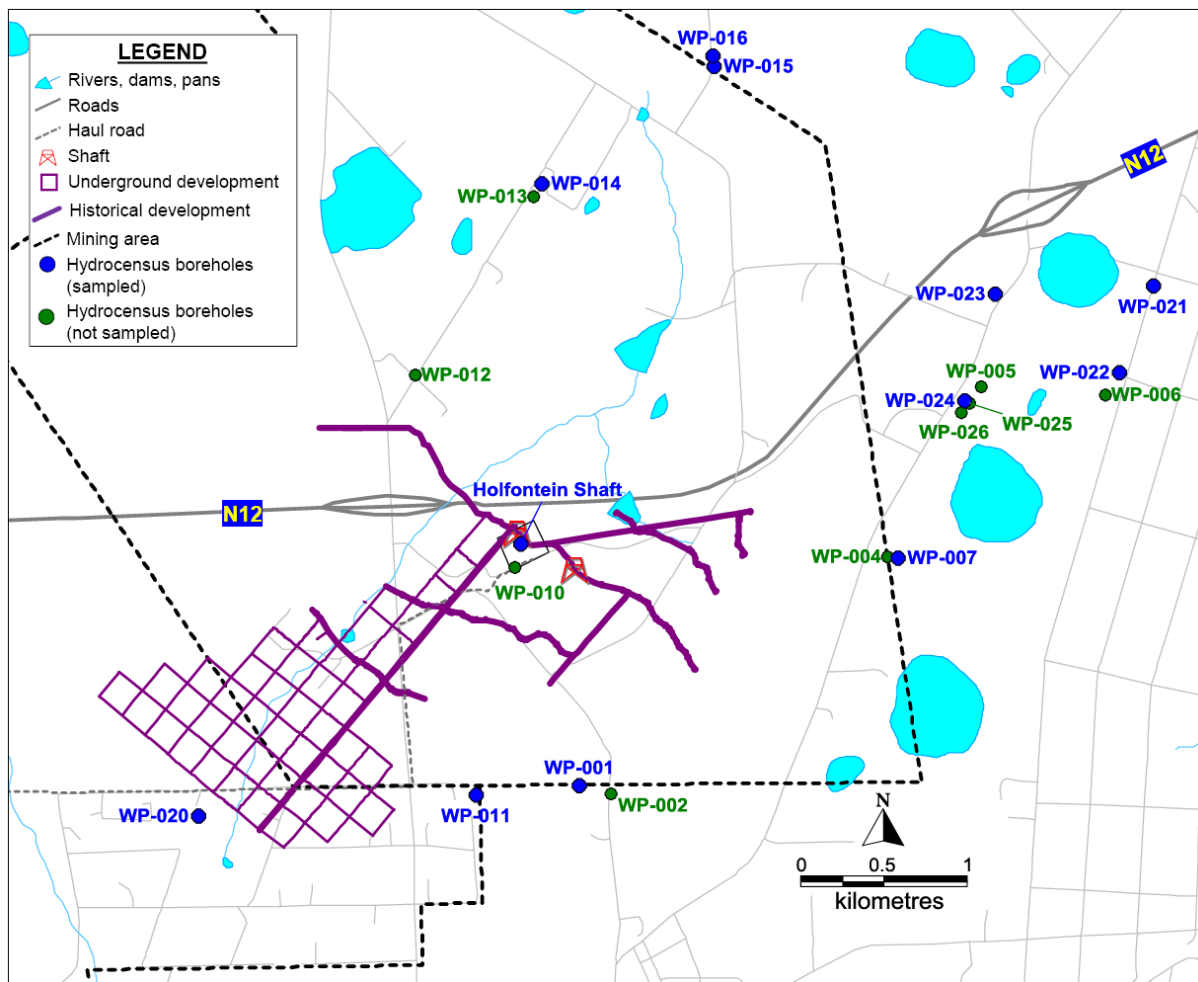 WP-016
LEGEND
WP-015
Rivers, dams, pans
Roads
Haul road
Shaft
N12
Underground development
WP-014
WP-013
Historical development
Mining area
Hydrocensus boreholes
(sampled)
WP-023
WP-021
Hydrocensus boreholes
(not sampled)
WP-012
WP-005
WP-022
WP-006
WP-024
WP-025
WP-026
Holfontein Shaft
N12
WP-004
WP-007
WP-010
WP-001
WP-002
WP-011
WP-020
N
0 0.5 1
kilometres